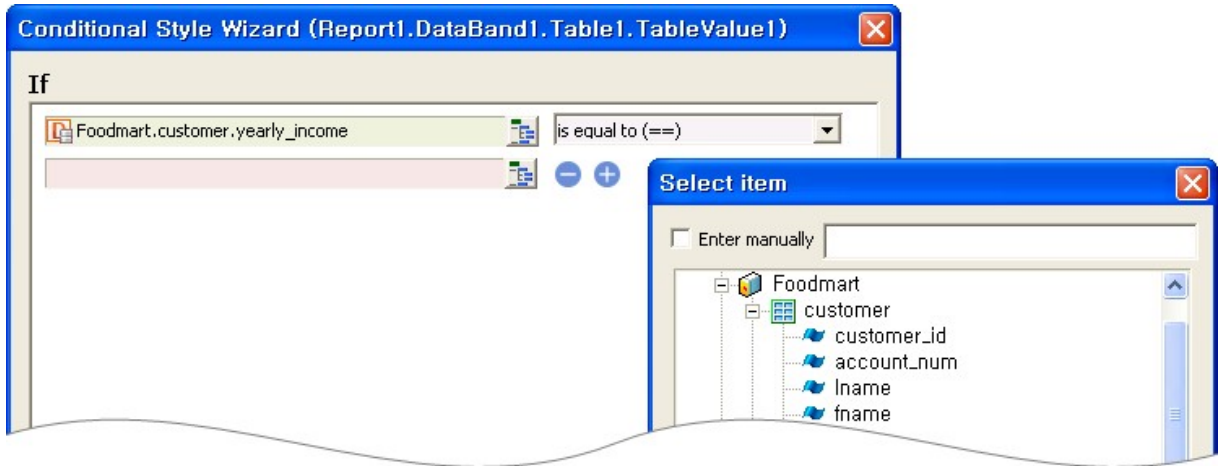 Conditional Style Wizard (Report1.DataBand1.Table1.TableValue1)
If
Foodmart.customer.yearly_income
is equal to (==)
Select item
Enter manually
Foodmart
customer
customer_id
account_num
lname
fname